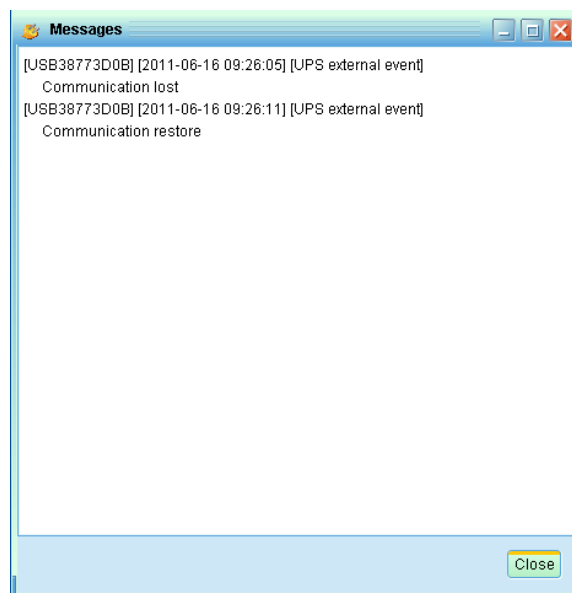 Messages
[USB38773D0B] [2011-06-16 09:26:05] [UPS external event]
Communication lost
[USB38773D0B] [2011-06-16 09:26:11] [UPS external event]
Communication restore
Close